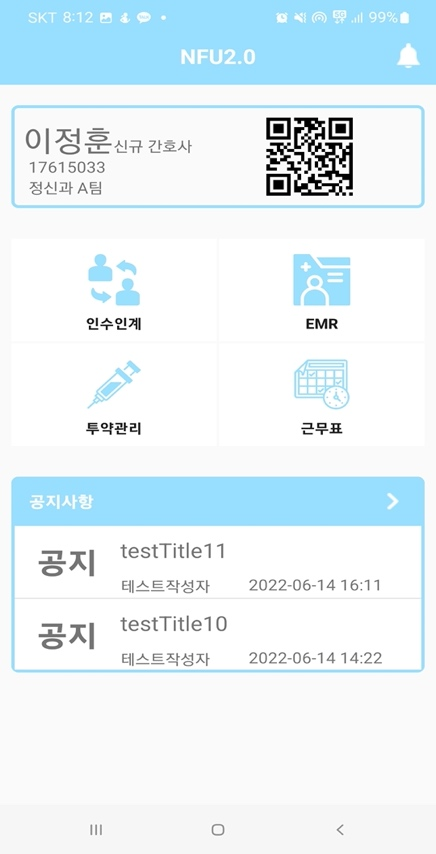 SKT 8:12 5G 99%
NFU2.0
이정훈신규 간호사
17615033
정신과 A팀
인수인계 EMR
투약관리 근무표
공지사항
공지 testTitle11
테스트작성자 2022-06-14 16:11
공지 testTitle10
테스트작성자 2022-06-14 14:22